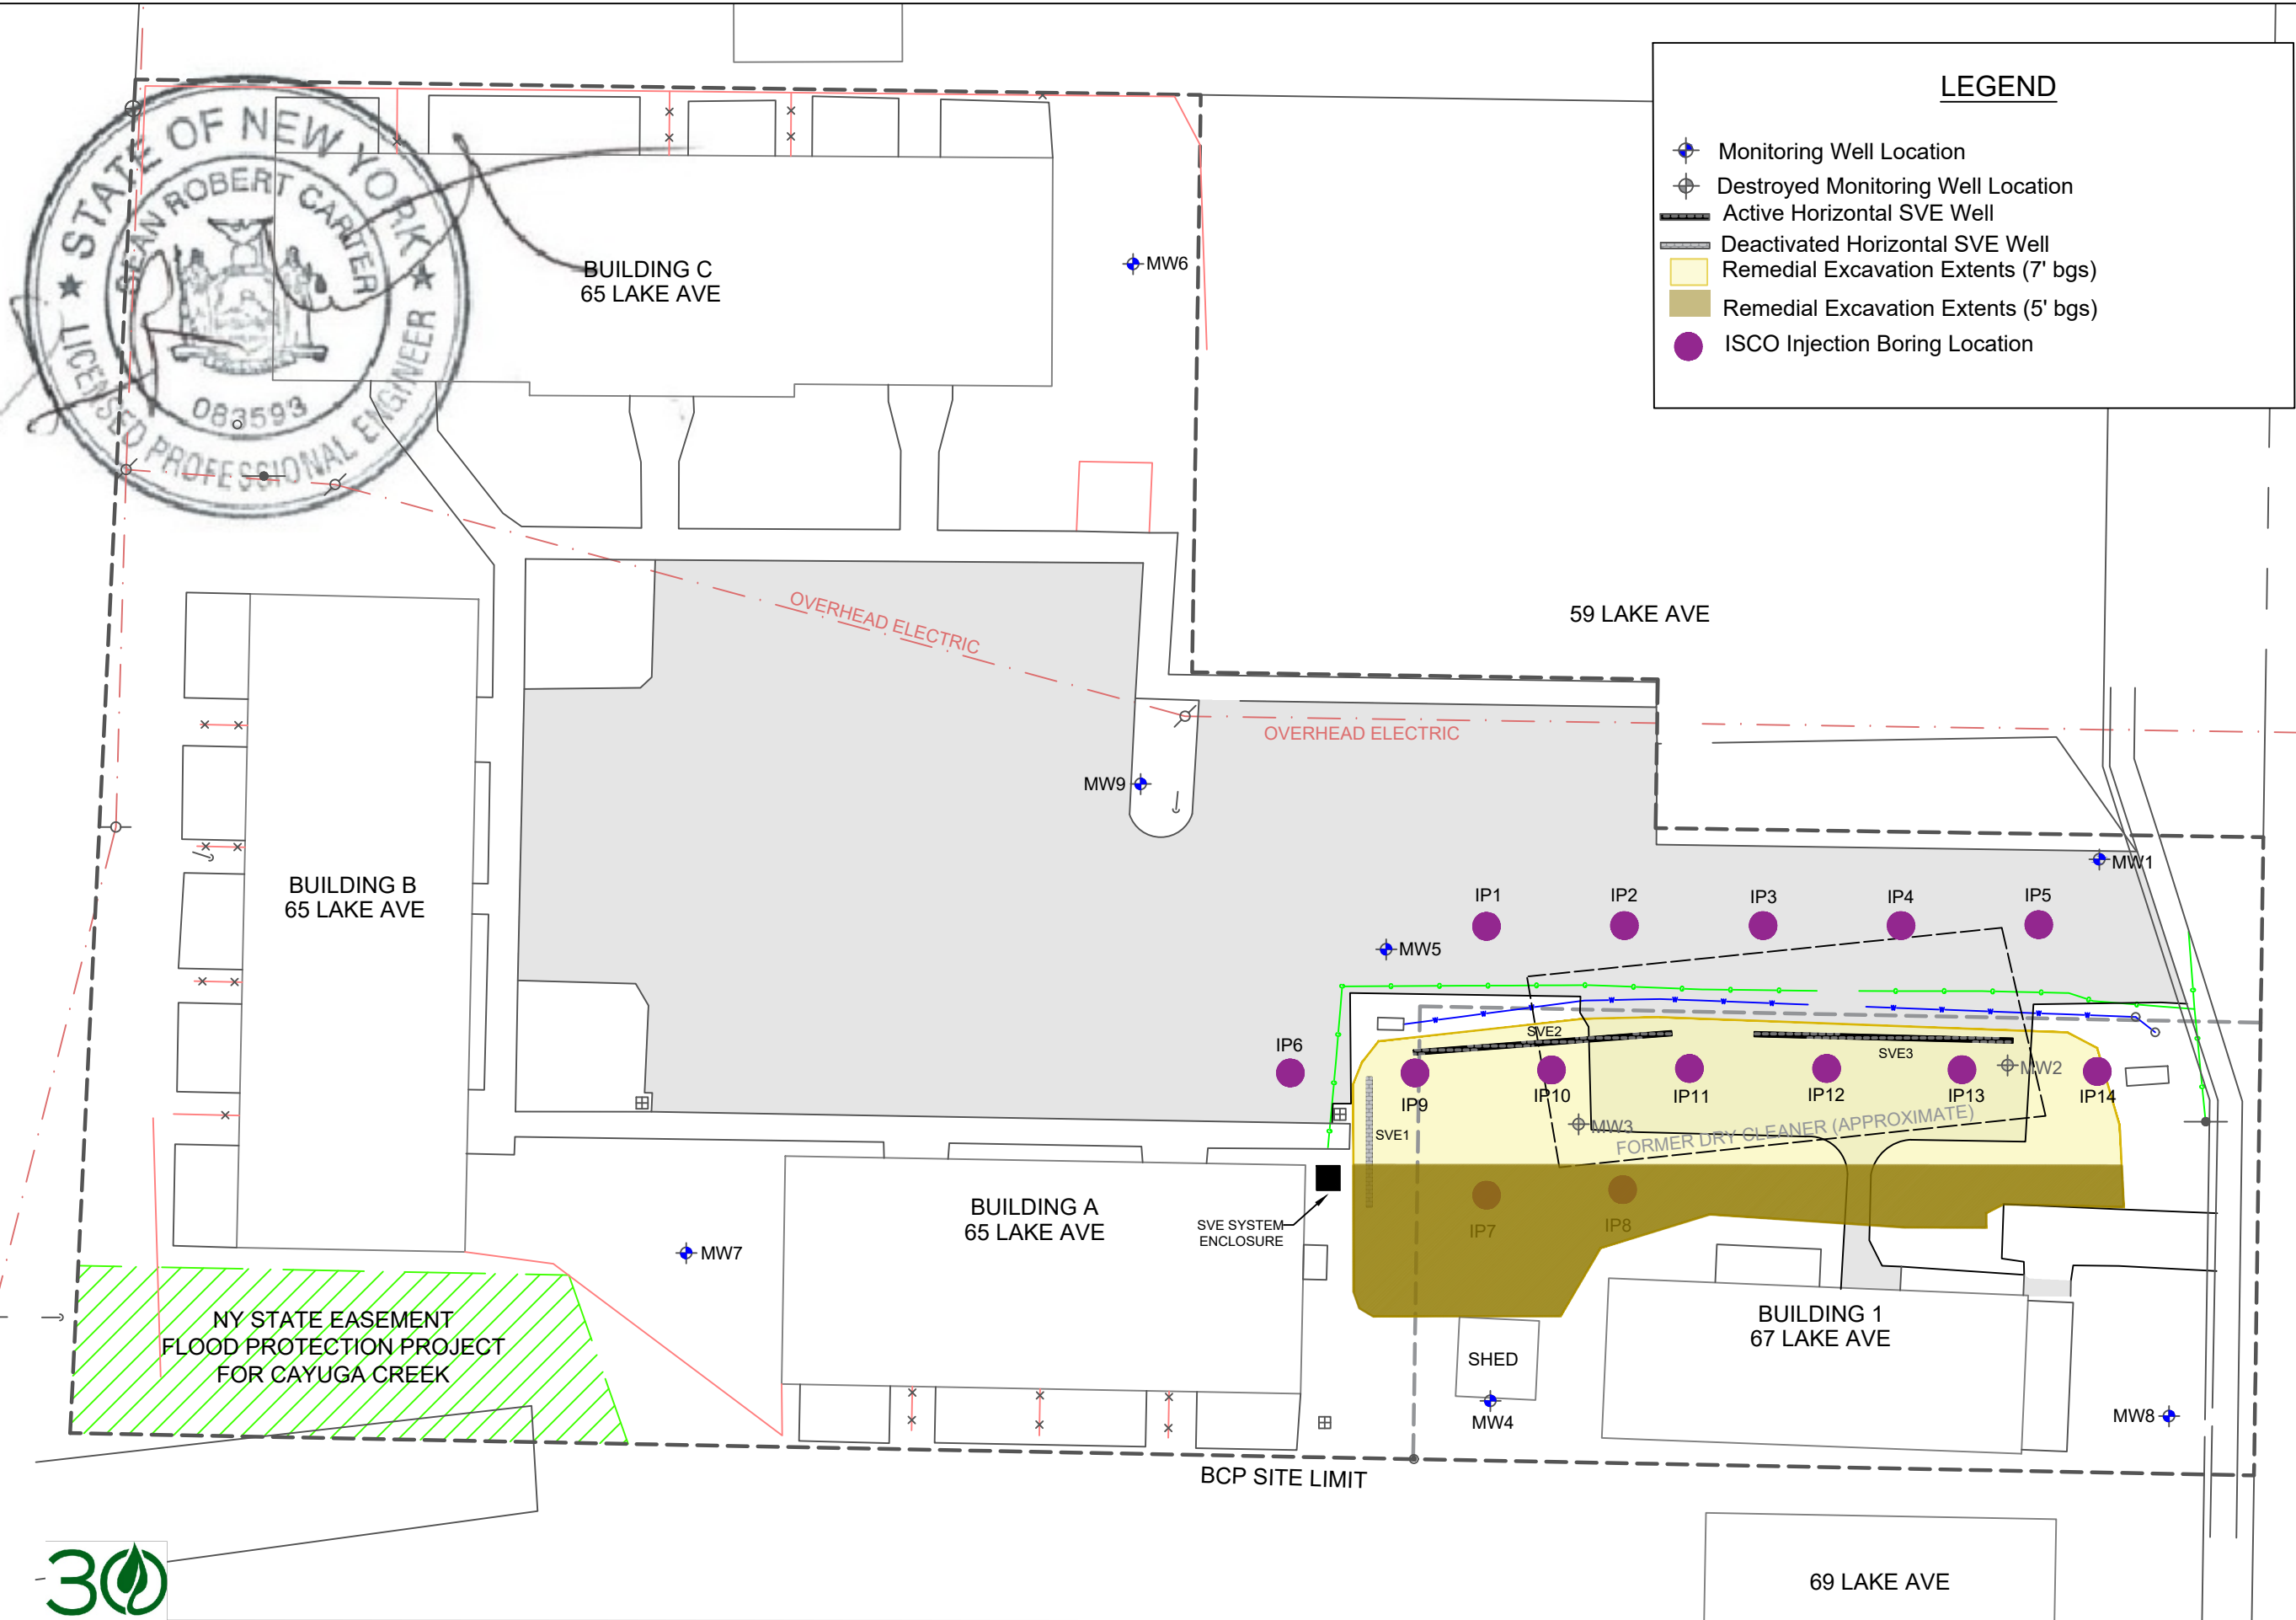 LEGEND
Monitoring Well Location
Destroyed Monitoring Well Location
Active Horizontal SVE Well
Deactivated Horizontal SVE Well
Remedial Excavation Extents (7' bgs)
Remedial Excavation Extents (5' bgs)
ISCO Injection Boring Location
STATE OF NEW YORK
SEAN ROBERT CARTER
083593
LICENSED PROFESSIONAL ENGINEER
BUILDING C
65 LAKE AVE
MW6
OVERHEAD ELECTRIC
59 LAKE AVE
OVERHEAD ELECTRIC
MW9
MW1
BUILDING B
65 LAKE AVE
IP1
IP2
IP3
IP4
IP5
MW5
SVE2
SVE3
IP6
MW2
IP9
IP10
IP11
IP12
IP13
IP14
SVE1
MW3
FORMER DRY CLEANER (APPROXIMATE)
BUILDING A
65 LAKE AVE
SVE SYSTEM
ENCLOSURE
IP7
IP8
MW7
NY STATE EASEMENT
FLOOD PROTECTION PROJECT
FOR CAYUGA CREEK
BUILDING 1
67 LAKE AVE
SHED
MW4
MW8
BCP SITE LIMIT
69 LAKE AVE